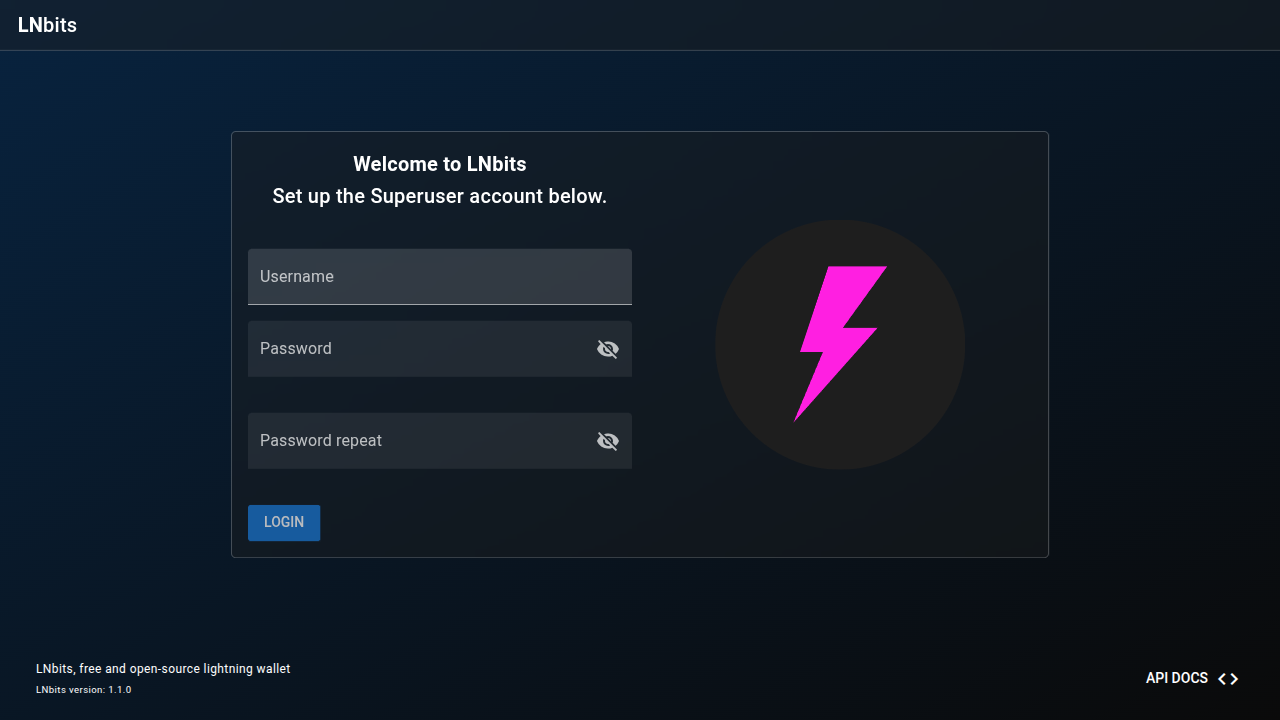 LNbits
Welcome to LNbits
Set up the Superuser account below.
Username
Password
Password repeat
LOGIN
LNbits, free and open-source lightning wallet
LNbits version: 1.1.0
API DOCS